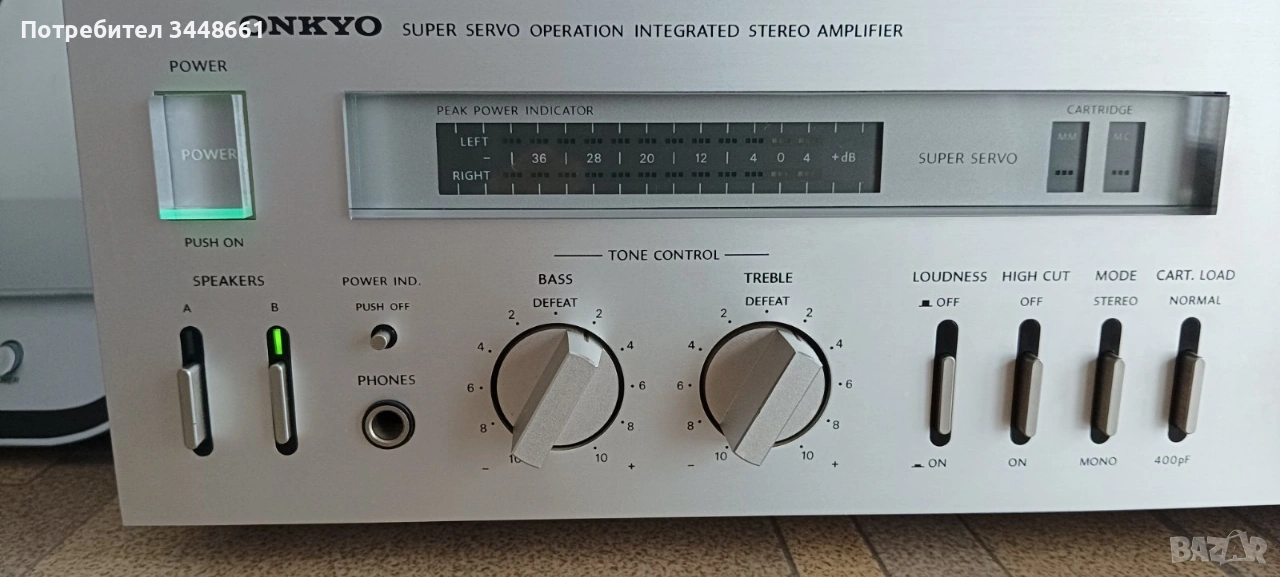 Потребител 3448661
ONKYO SUPER SERVO OPERATION INTEGRATED STEREO AMPLIFIER
POWER
POWER
PUSH ON
PEAK POWER INDICATOR
LEFT
– | 36 | 28 | 20 | 12 | 4 0 4 +dB
RIGHT
SUPER SERVO
CARTRIDGE
MM MC
SPEAKERS
A B
POWER IND.
PUSH OFF
PHONES
TONE CONTROL
BASS
DEFEAT
2 2
4 4
6 6
8 8
10 10
– +
TREBLE
DEFEAT
2 2
4 4
6 6
8 8
10 10
– +
LOUDNESS HIGH CUT MODE CART. LOAD
OFF OFF STEREO NORMAL
ON ON MONO 400pF
BAZAR